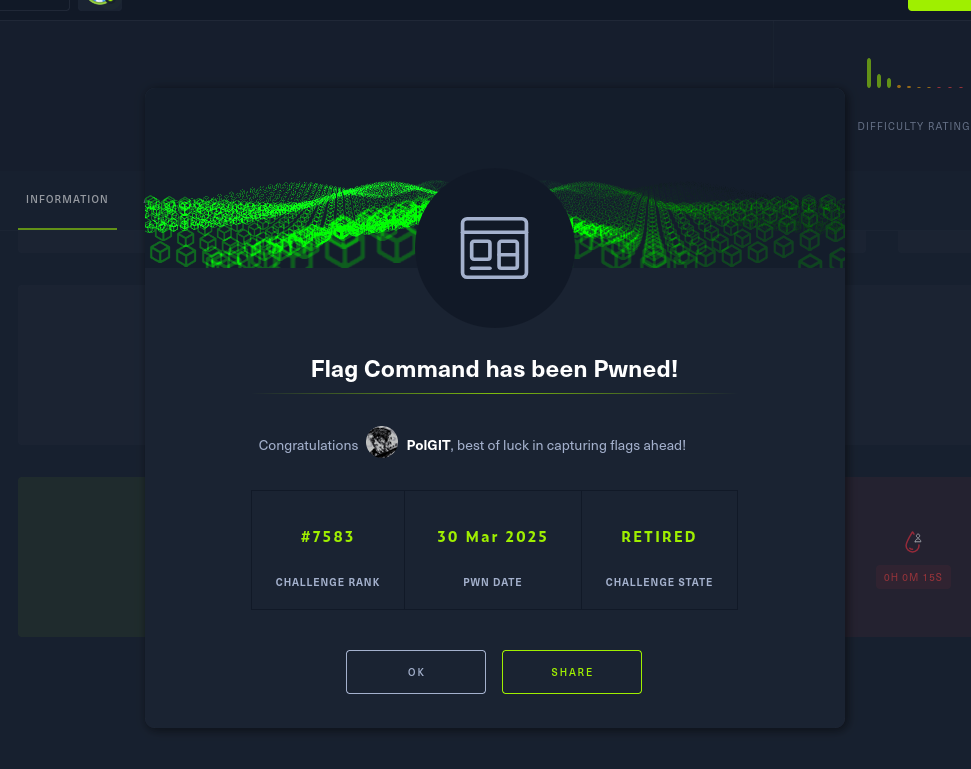 DIFFICULTY RATING
INFORMATION
Flag Command has been Pwned!
Congratulations PolGIT, best of luck in capturing flags ahead!
#7583 30 Mar 2025 RETIRED
CHALLENGE RANK PWN DATE CHALLENGE STATE
0H 0M 15S
OK SHARE